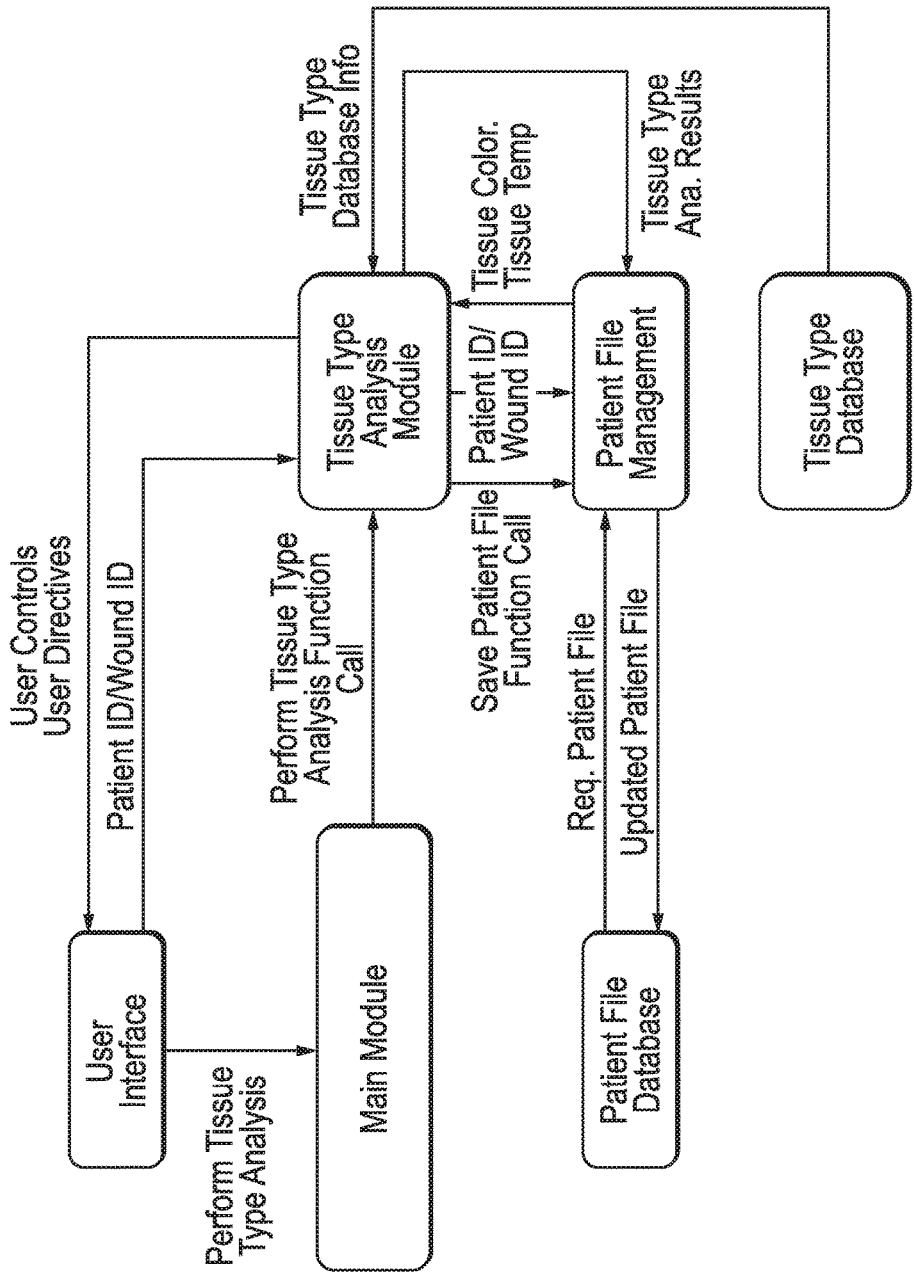 User Controls
User Directives
Patient ID/Wound ID
User
Interface
Perform Tissue
Type Analysis
Main Module
Perform Tissue Type
Analysis Function
Call
Tissue Type
Analysis
Module
Tissue Type
Database Info
Save Patient File
Function Call
Patient ID/
Wound ID
Tissue Color.
Tissue Temp
Tissue Type
Ana. Results
Patient File
Database
Req. Patient File
Updated Patient File
Patient File
Management
Tissue Type
Database